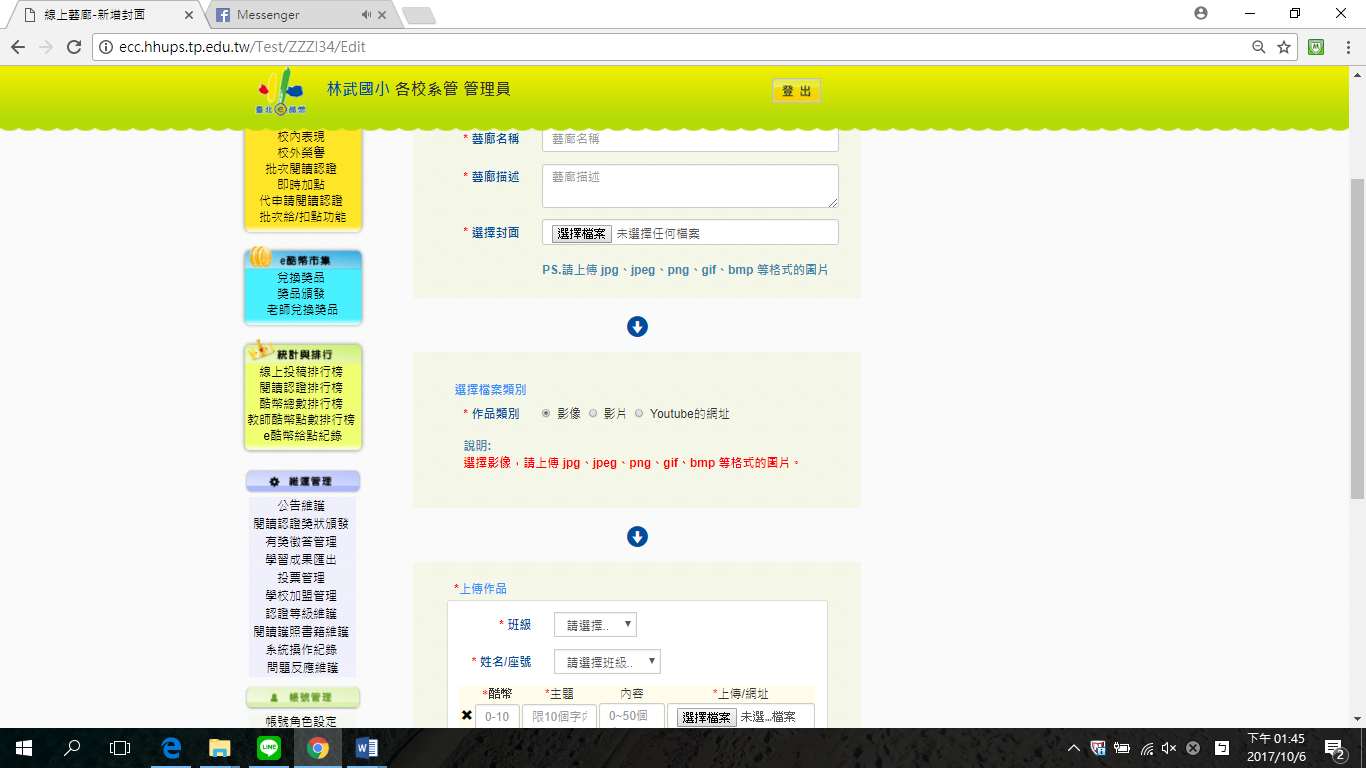 線上藝廊-新增封面
Messenger
ecc.hhups.tp.edu.tw/Test/ZZZI34/Edit
臺北e酷幣
林武國小 各校系管 管理員
登 出
校內表現
校外榮譽
批次閱讀認證
即時加點
代申請閱讀認證
批次給/扣點功能
e酷幣市集
兌換獎品
獎品頒發
老師兌換獎品
統計與排行
線上投稿排行榜
閱讀認證排行榜
酷幣總數排行榜
教師酷幣點數排行榜
e酷幣給點紀錄
維運管理
公告維護
閱讀認證獎狀頒發
有獎徵答管理
學習成果匯出
投票管理
學校加盟管理
認證等級維護
閱讀護照書籍維護
系統操作紀錄
問題反應維護
帳號管理
帳號角色設定
* 藝廊名稱 藝廊名稱
* 藝廊描述 藝廊描述
* 選擇封面 選擇檔案 未選擇任何檔案
PS.請上傳 jpg、jpeg、png、gif、bmp 等格式的圖片
選擇檔案類別
* 作品類別 影像 影片 Youtube的網址
說明:
選擇影像，請上傳 jpg、jpeg、png、gif、bmp 等格式的圖片。
*上傳作品
* 班級 請選擇..
* 姓名/座號 請選擇班級..
*酷幣 *主題 內容 *上傳/網址
0-10 限10個字內 0~50個 選擇檔案 未選...檔案
下午 01:45
2017/10/6
2